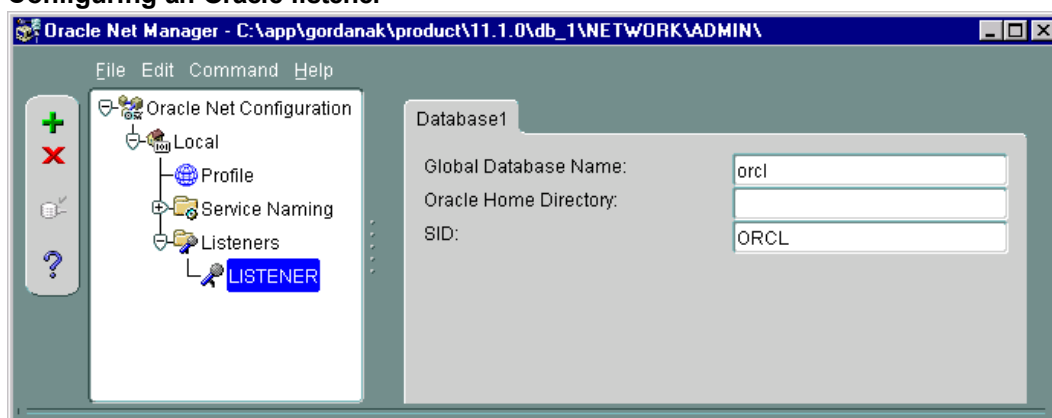 Configuring an Oracle listener
Oracle Net Manager - C:\app\gordanak\product\11.1.0\db_1\NETWORK\ADMIN\
File Edit Command Help
Oracle Net Configuration
Local
Profile
Service Naming
Listeners
LISTENER
Database1
Global Database Name: orcl
Oracle Home Directory:
SID: ORCL